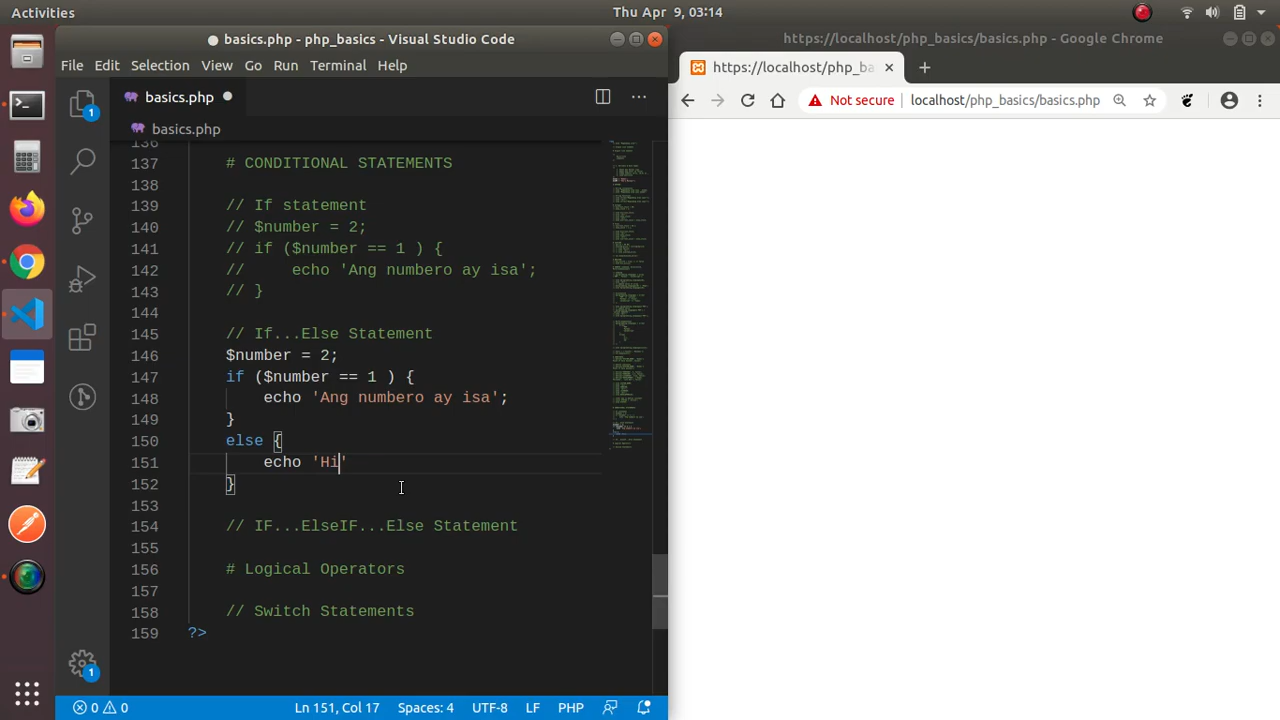 Activities
Thu Apr 9, 03:14
basics.php - php_basics - Visual Studio Code
https://localhost/php_basics/basics.php - Google Chrome
File Edit Selection View Go Run Terminal Help
https://localhost/php_ba
basics.php
Not secure localhost/php_basics/basics.php
basics.php
136
137 # CONDITIONAL STATEMENTS
138
139 // If statement
140 // $number = 2;
141 // if ($number == 1 ) {
142 //     echo 'Ang numbero ay isa';
143 // }
144
145 // If...Else Statement
146 $number = 2;
147 if ($number == 1 ) {
148     echo 'Ang numbero ay isa';
149 }
150 else {
151     echo 'Hi'
152 }
153
154 // IF...ElseIF...Else Statement
155
156 # Logical Operators
157
158 // Switch Statements
159 ?>
1
1
0 0 Ln 151, Col 17 Spaces: 4 UTF-8 LF PHP